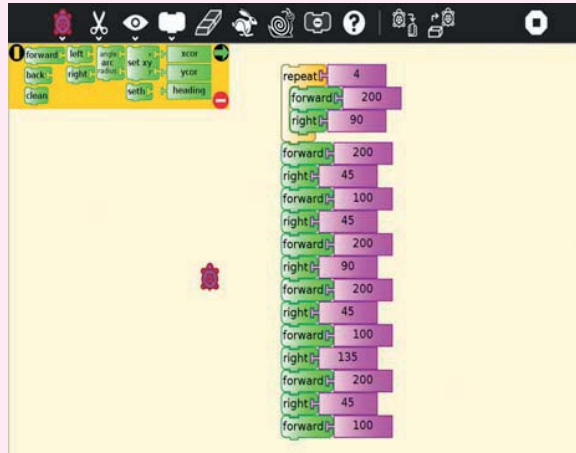 ?
forward left angle arc radius set xy x: y: xcor
back right ycor
clean seth heading
repeat 4
forward 200
right 90
forward 200
right 45
forward 100
right 45
forward 200
right 90
forward 200
right 45
forward 100
right 135
forward 200
right 45
forward 100